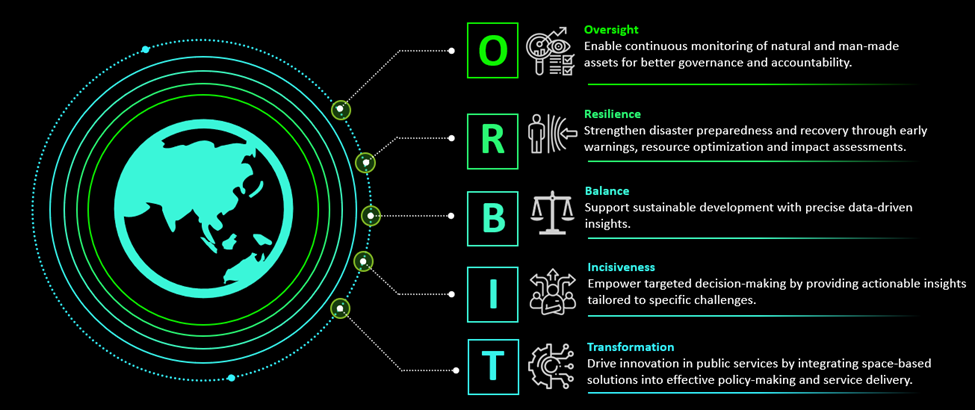 O
Oversight
Enable continuous monitoring of natural and man-made
assets for better governance and accountability.
R
Resilience
Strengthen disaster preparedness and recovery through early
warnings, resource optimization and impact assessments.
B
Balance
Support sustainable development with precise data-driven
insights.
I
Incisiveness
Empower targeted decision-making by providing actionable insights
tailored to specific challenges.
T
Transformation
Drive innovation in public services by integrating space-based
solutions into effective policy-making and service delivery.